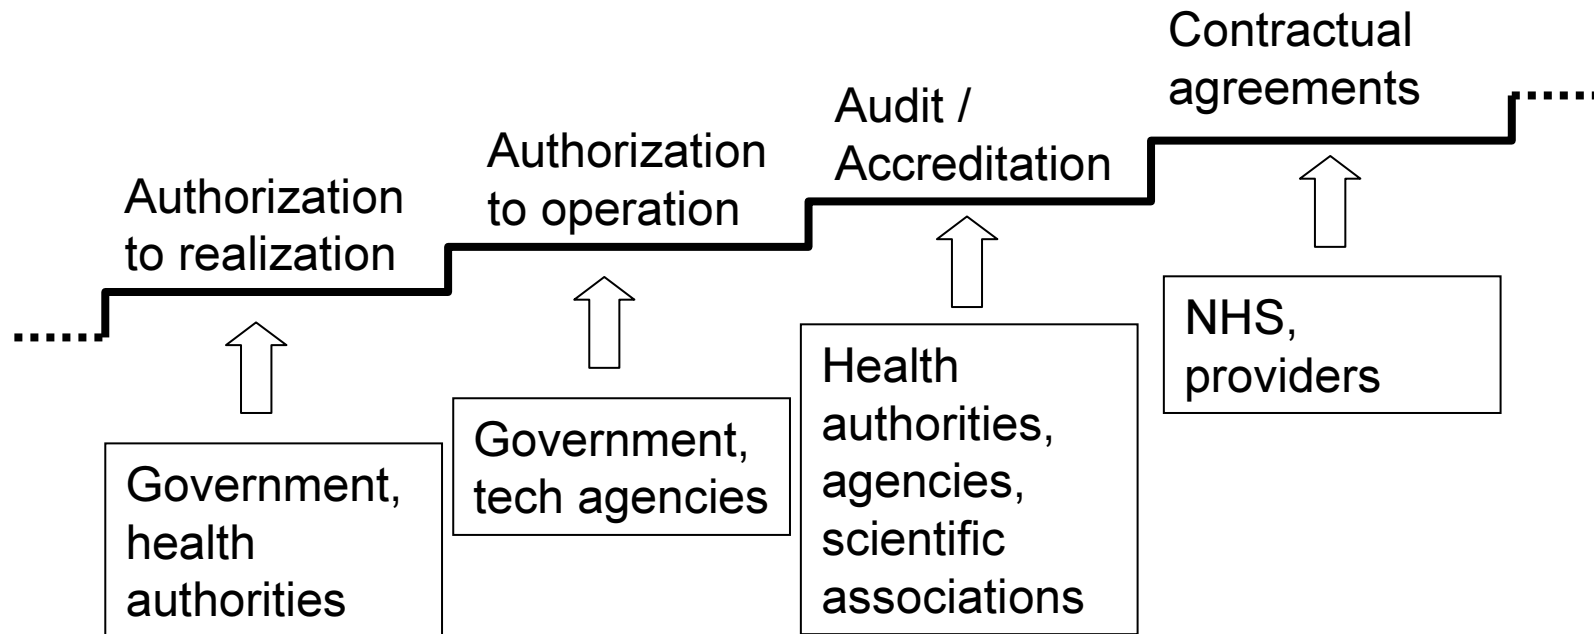 Authorization
to realization
Authorization
to operation
Audit /
Accreditation
Contractual
agreements
Government,
health
authorities
Government,
tech agencies
Health
authorities,
agencies,
scientific
associations
NHS,
providers